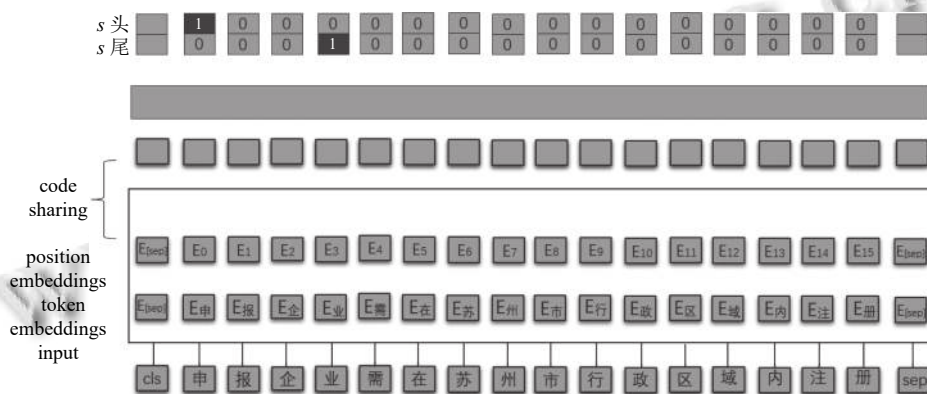 s 头 1 0 0 0 0 0 0 0 0 0 0 0 0 0 0 0
s 尾 0 0 0 1 0 0 0 0 0 0 0 0 0 0 0 0
code
sharing
position
embeddings
E[sep] E0 E1 E2 E3 E4 E5 E6 E7 E8 E9 E10 E11 E12 E13 E14 E15 E[sep]
token
embeddings
E[sep] E申 E报 E企 E业 E需 E在 E苏 E州 E市 E行 E政 E区 E域 E内 E注 E册 E[sep]
input
cls 申 报 企 业 需 在 苏 州 市 行 政 区 域 内 注 册 sep